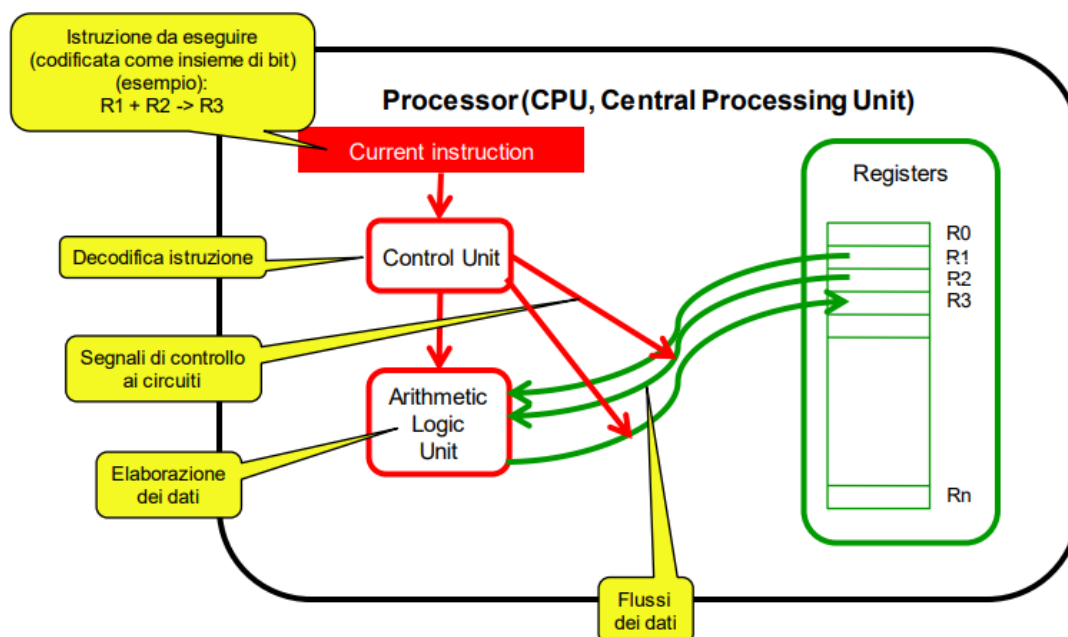 Istruzione da eseguire
(codificata come insieme di bit)
(esempio):
R1 + R2 -> R3
Processor (CPU, Central Processing Unit)
Current instruction
Registers
R0
R1
R2
R3
Rn
Decodifica istruzione
Control Unit
Segnali di controllo
ai circuiti
Arithmetic
Logic
Unit
Elaborazione
dei dati
Flussi
dei dati